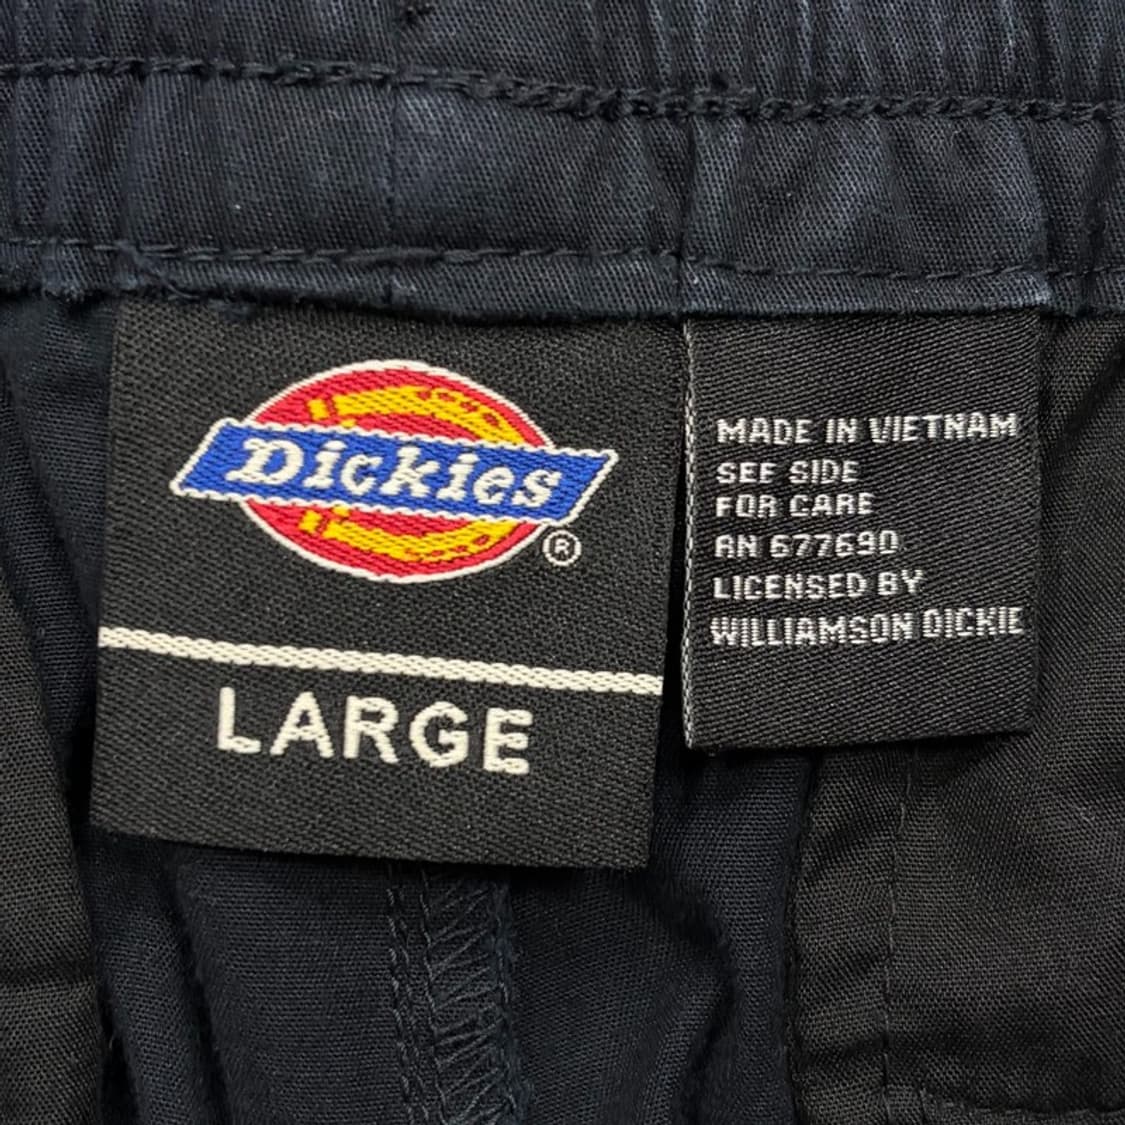 Dickies
®
LARGE
MADE IN VIETNAM
SEE SIDE
FOR CARE
RN 677690
LICENSED BY
WILLIAMSON DICKIE